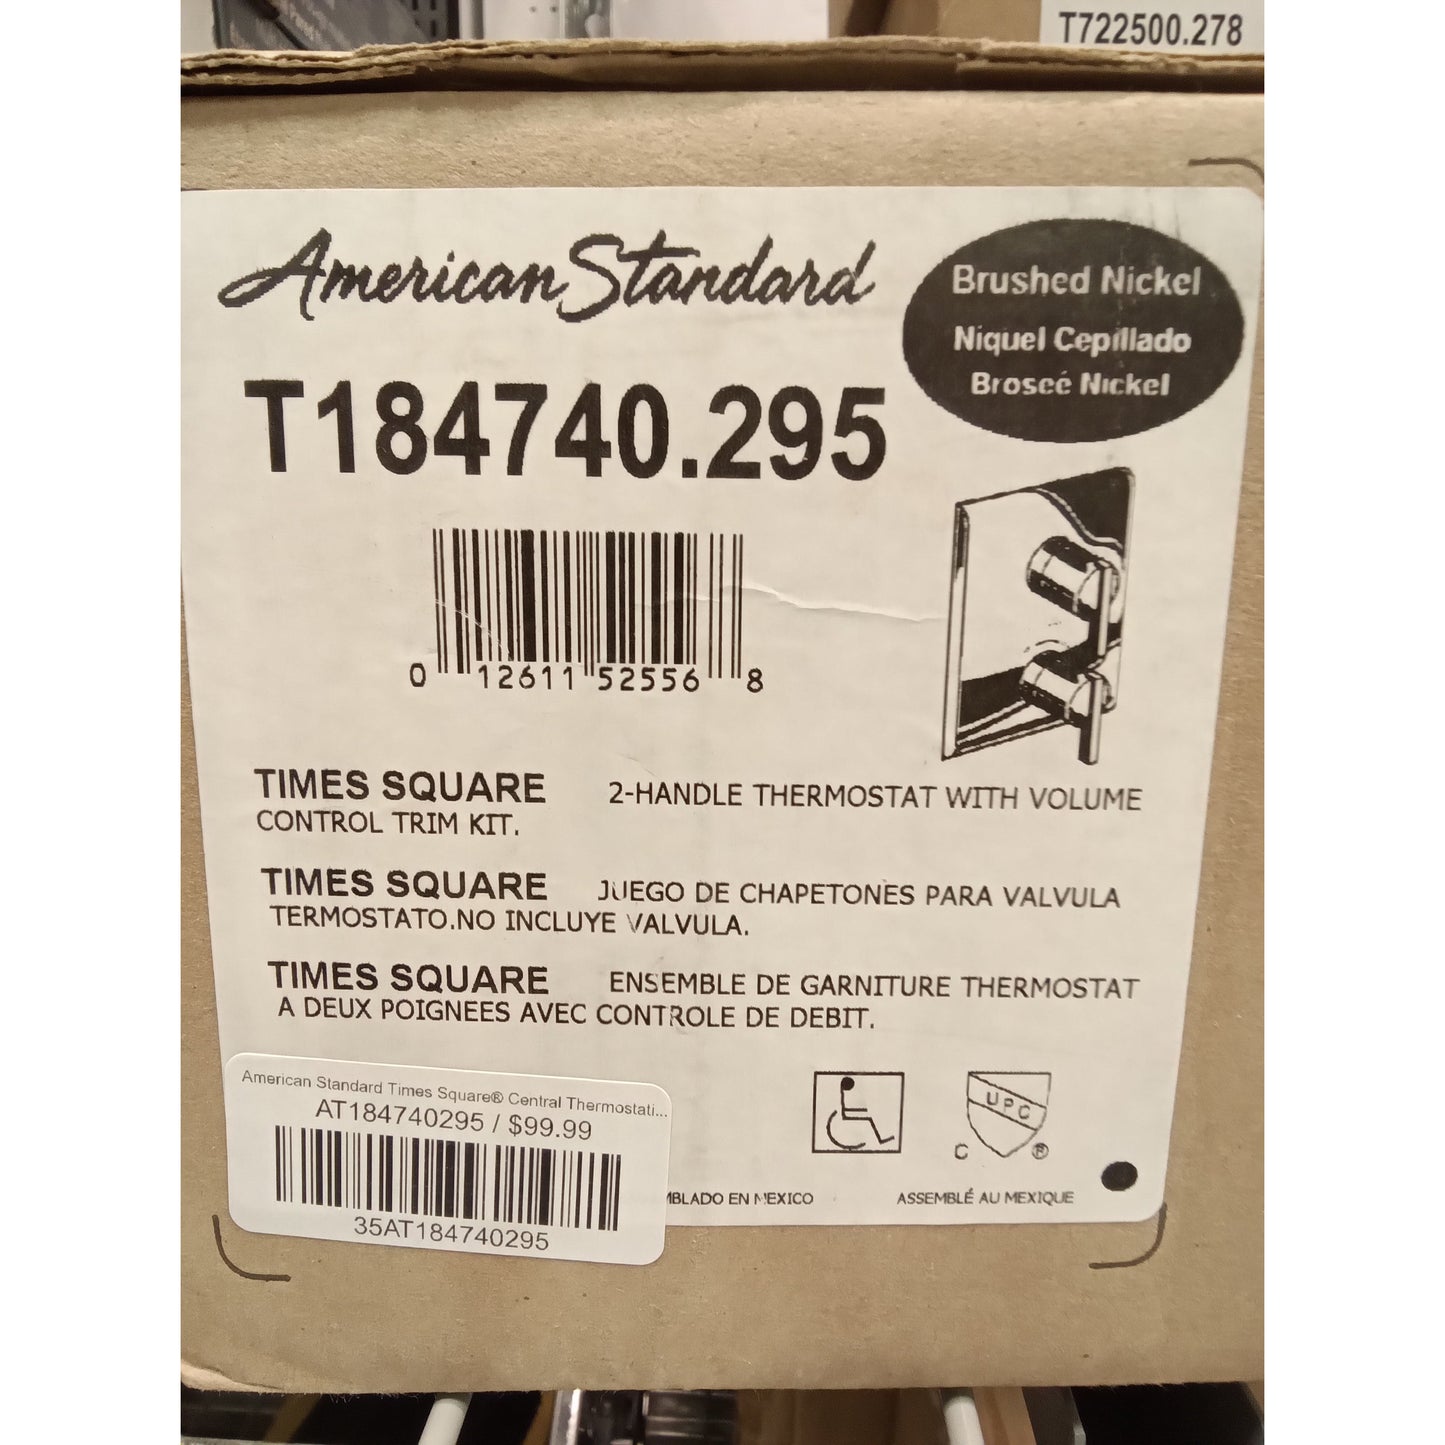 T722500.278
American Standard
Brushed Nickel
Niquel Cepillado
Broseé Nickel
T184740.295
0 12611 52556 8
TIMES SQUARE 2-HANDLE THERMOSTAT WITH VOLUME
CONTROL TRIM KIT.
TIMES SQUARE JUEGO DE CHAPETONES PARA VALVULA
TERMOSTATO.NO INCLUYE VALVULA.
TIMES SQUARE ENSEMBLE DE GARNITURE THERMOSTAT
A DEUX POIGNEES AVEC CONTROLE DE DEBIT.
American Standard Times Square® Central Thermostati...
AT184740295 / $99.99
35AT184740295
UPC
C ®
MBLADO EN MEXICO
ASSEMBLÉ AU MEXIQUE